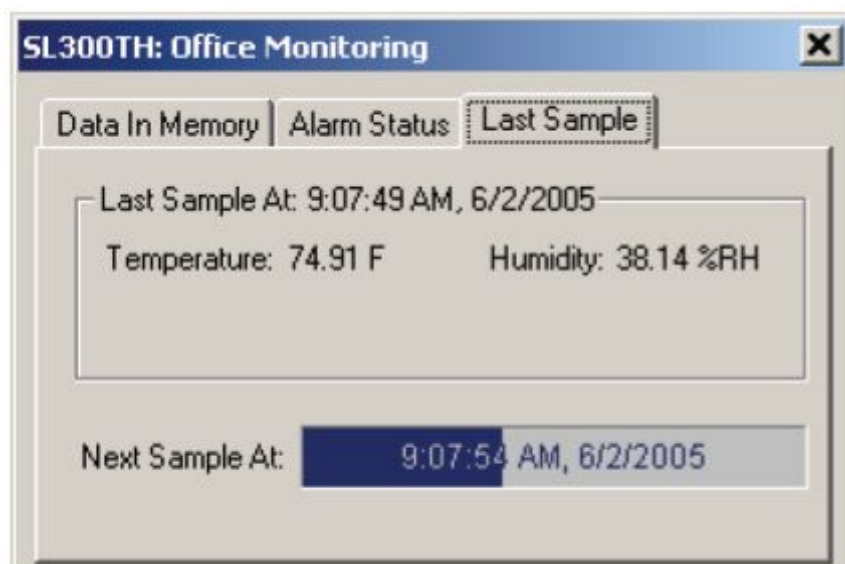 SL300TH: Office Monitoring
Data In Memory Alarm Status Last Sample
Last Sample At: 9:07:49 AM, 6/2/2005
Temperature: 74.91 F Humidity: 38.14 %RH
Next Sample At: 9:07:54 AM, 6/2/2005